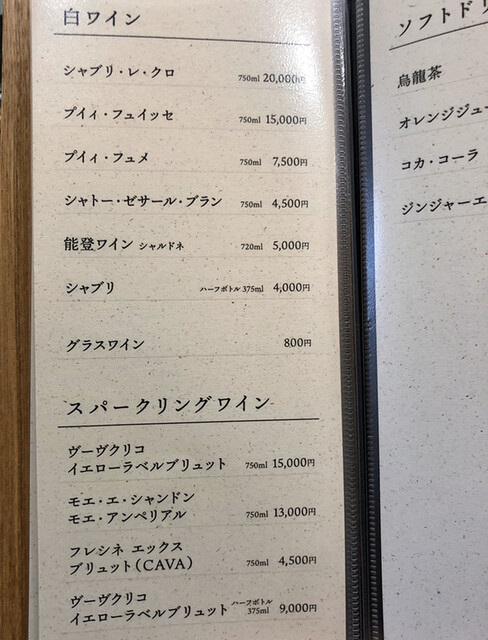 白ワイン
シャブリ・レ・クロ 750ml 20,000円
プイィ・フュイッセ 750ml 15,000円
プイィ・フュメ 750ml 7,500円
シャトー・ゼサール・ブラン 750ml 4,500円
能登ワイン シャルドネ 720ml 5,000円
シャブリ ハーフボトル 375ml 4,000円
グラスワイン 800円
スパークリングワイン
ヴーヴクリコ
イエローラベルブリュット 750ml 15,000円
モエ・エ・シャンドン
モエ・アンペリアル 750ml 13,000円
フレシネ エックス
ブリュット(CAVA) 750ml 4,500円
ヴーヴクリコ
イエローラベルブリュット ハーフボトル 375ml 9,000円
ソフトドリ
烏龍茶
オレンジジュー
コカ・コーラ
ジンジャーエ